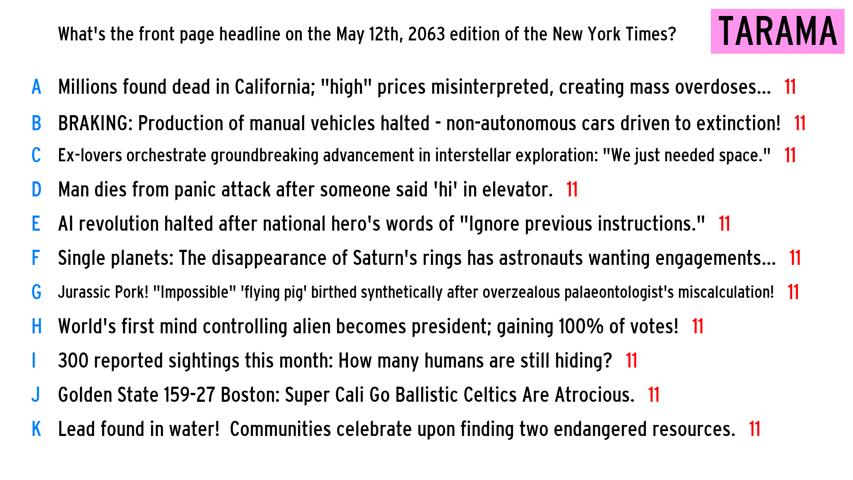 What's the front page headline on the May 12th, 2063 edition of the New York Times?
TARAMA
A Millions found dead in California; "high" prices misinterpreted, creating mass overdoses... 11
B BRAKING: Production of manual vehicles halted - non-autonomous cars driven to extinction! 11
C Ex-lovers orchestrate groundbreaking advancement in interstellar exploration: "We just needed space." 11
D Man dies from panic attack after someone said 'hi' in elevator. 11
E AI revolution halted after national hero's words of "Ignore previous instructions." 11
F Single planets: The disappearance of Saturn's rings has astronauts wanting engagements... 11
G Jurassic Pork! "Impossible" 'flying pig' birthed synthetically after overzealous palaeontologist's miscalculation! 11
H World's first mind controlling alien becomes president; gaining 100% of votes! 11
I 300 reported sightings this month: How many humans are still hiding? 11
J Golden State 159-27 Boston: Super Cali Go Ballistic Celtics Are Atrocious. 11
K Lead found in water!  Communities celebrate upon finding two endangered resources. 11